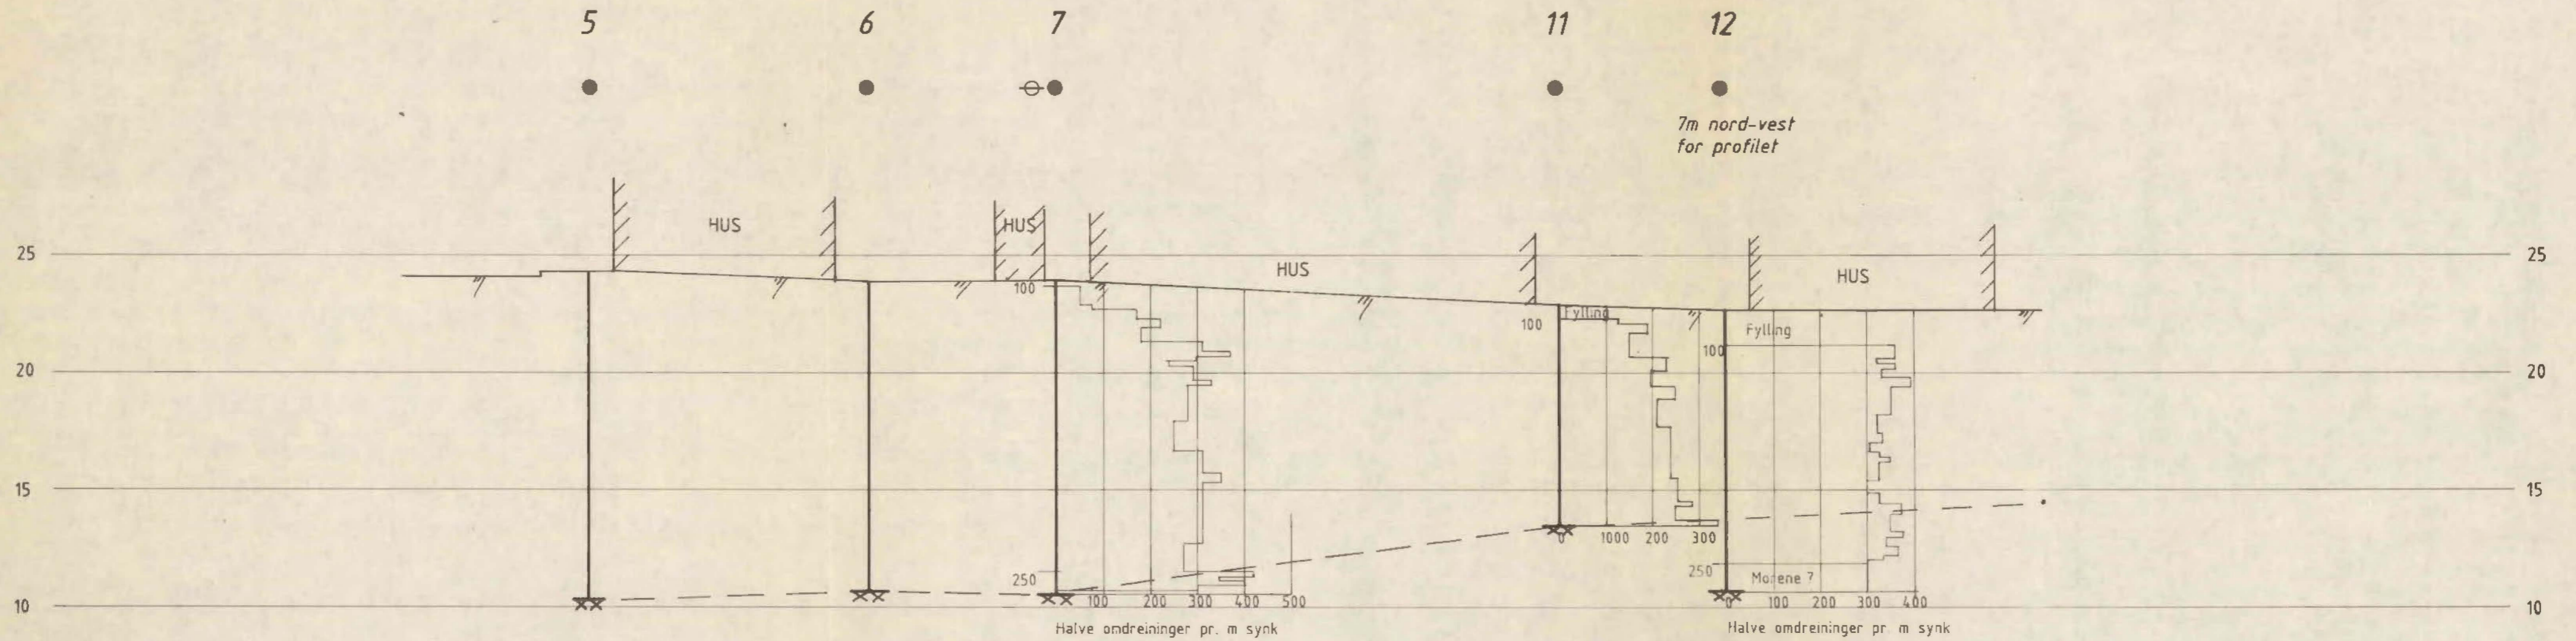 5 6 7 11 12
7m nord-vest
for profilet
HUS HUS HUS HUS
25 25
100
Fylling
100
Fylling
100
20 20
15 15
0 1000 200 300
250
250
Morene ?
10 100 200 300 400 500 0 100 200 300 400 10
Halve omdreininger pr. m synk Halve omdreininger pr. m synk